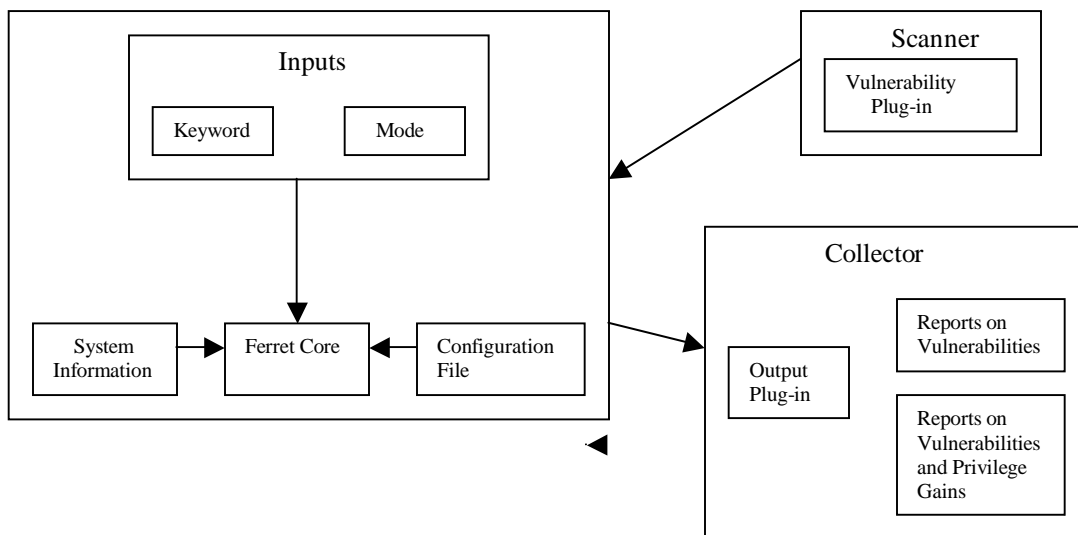 Inputs
Keyword
Mode
System
Information
Ferret Core
Configuration
File
Scanner
Vulnerability
Plug-in
Collector
Output
Plug-in
Reports on
Vulnerabilities
Reports on
Vulnerabilities
and Privilege
Gains